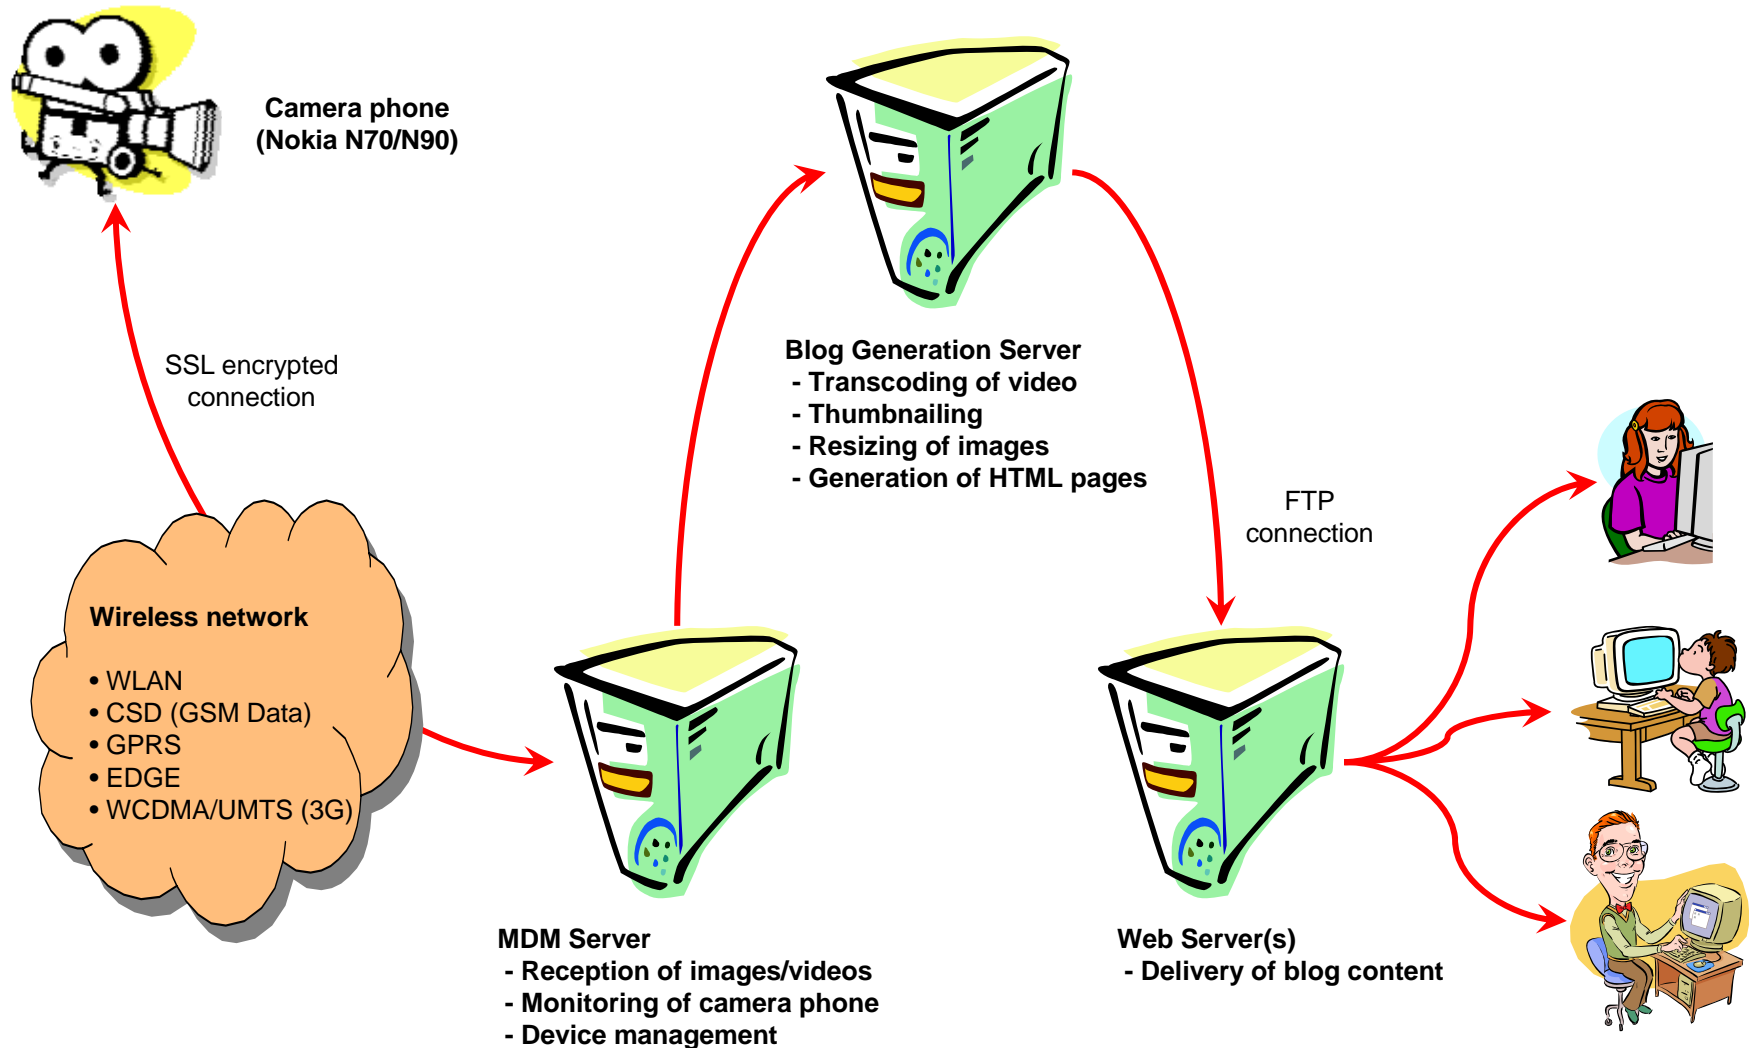 Camera phone
(Nokia N70/N90)
SSL encrypted
connection
Wireless network
• WLAN
• CSD (GSM Data)
• GPRS
• EDGE
• WCDMA/UMTS (3G)
MDM Server
- Reception of images/videos
- Monitoring of camera phone
- Device management
Blog Generation Server
- Transcoding of video
- Thumbnailing
- Resizing of images
- Generation of HTML pages
FTP
connection
Web Server(s)
- Delivery of blog content